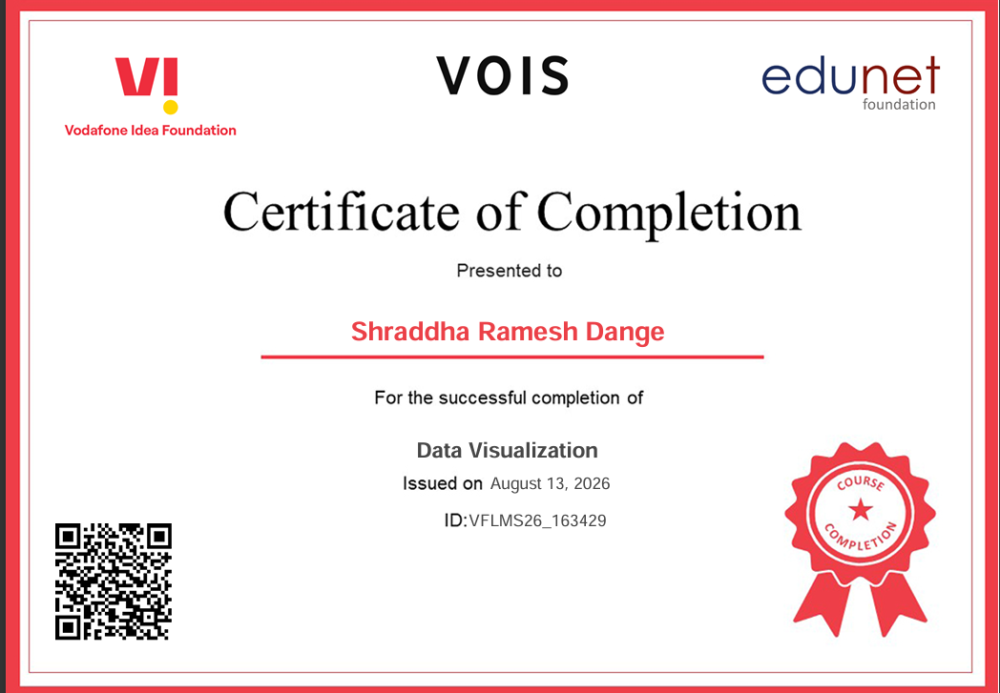 VI
Vodafone Idea Foundation
VOIS
edunet
foundation
Certificate of Completion
Presented to
Shraddha Ramesh Dange
For the successful completion of
Data Visualization
Issued on August 13, 2026
ID:VFLMS26_163429
COURSE
COMPLETION